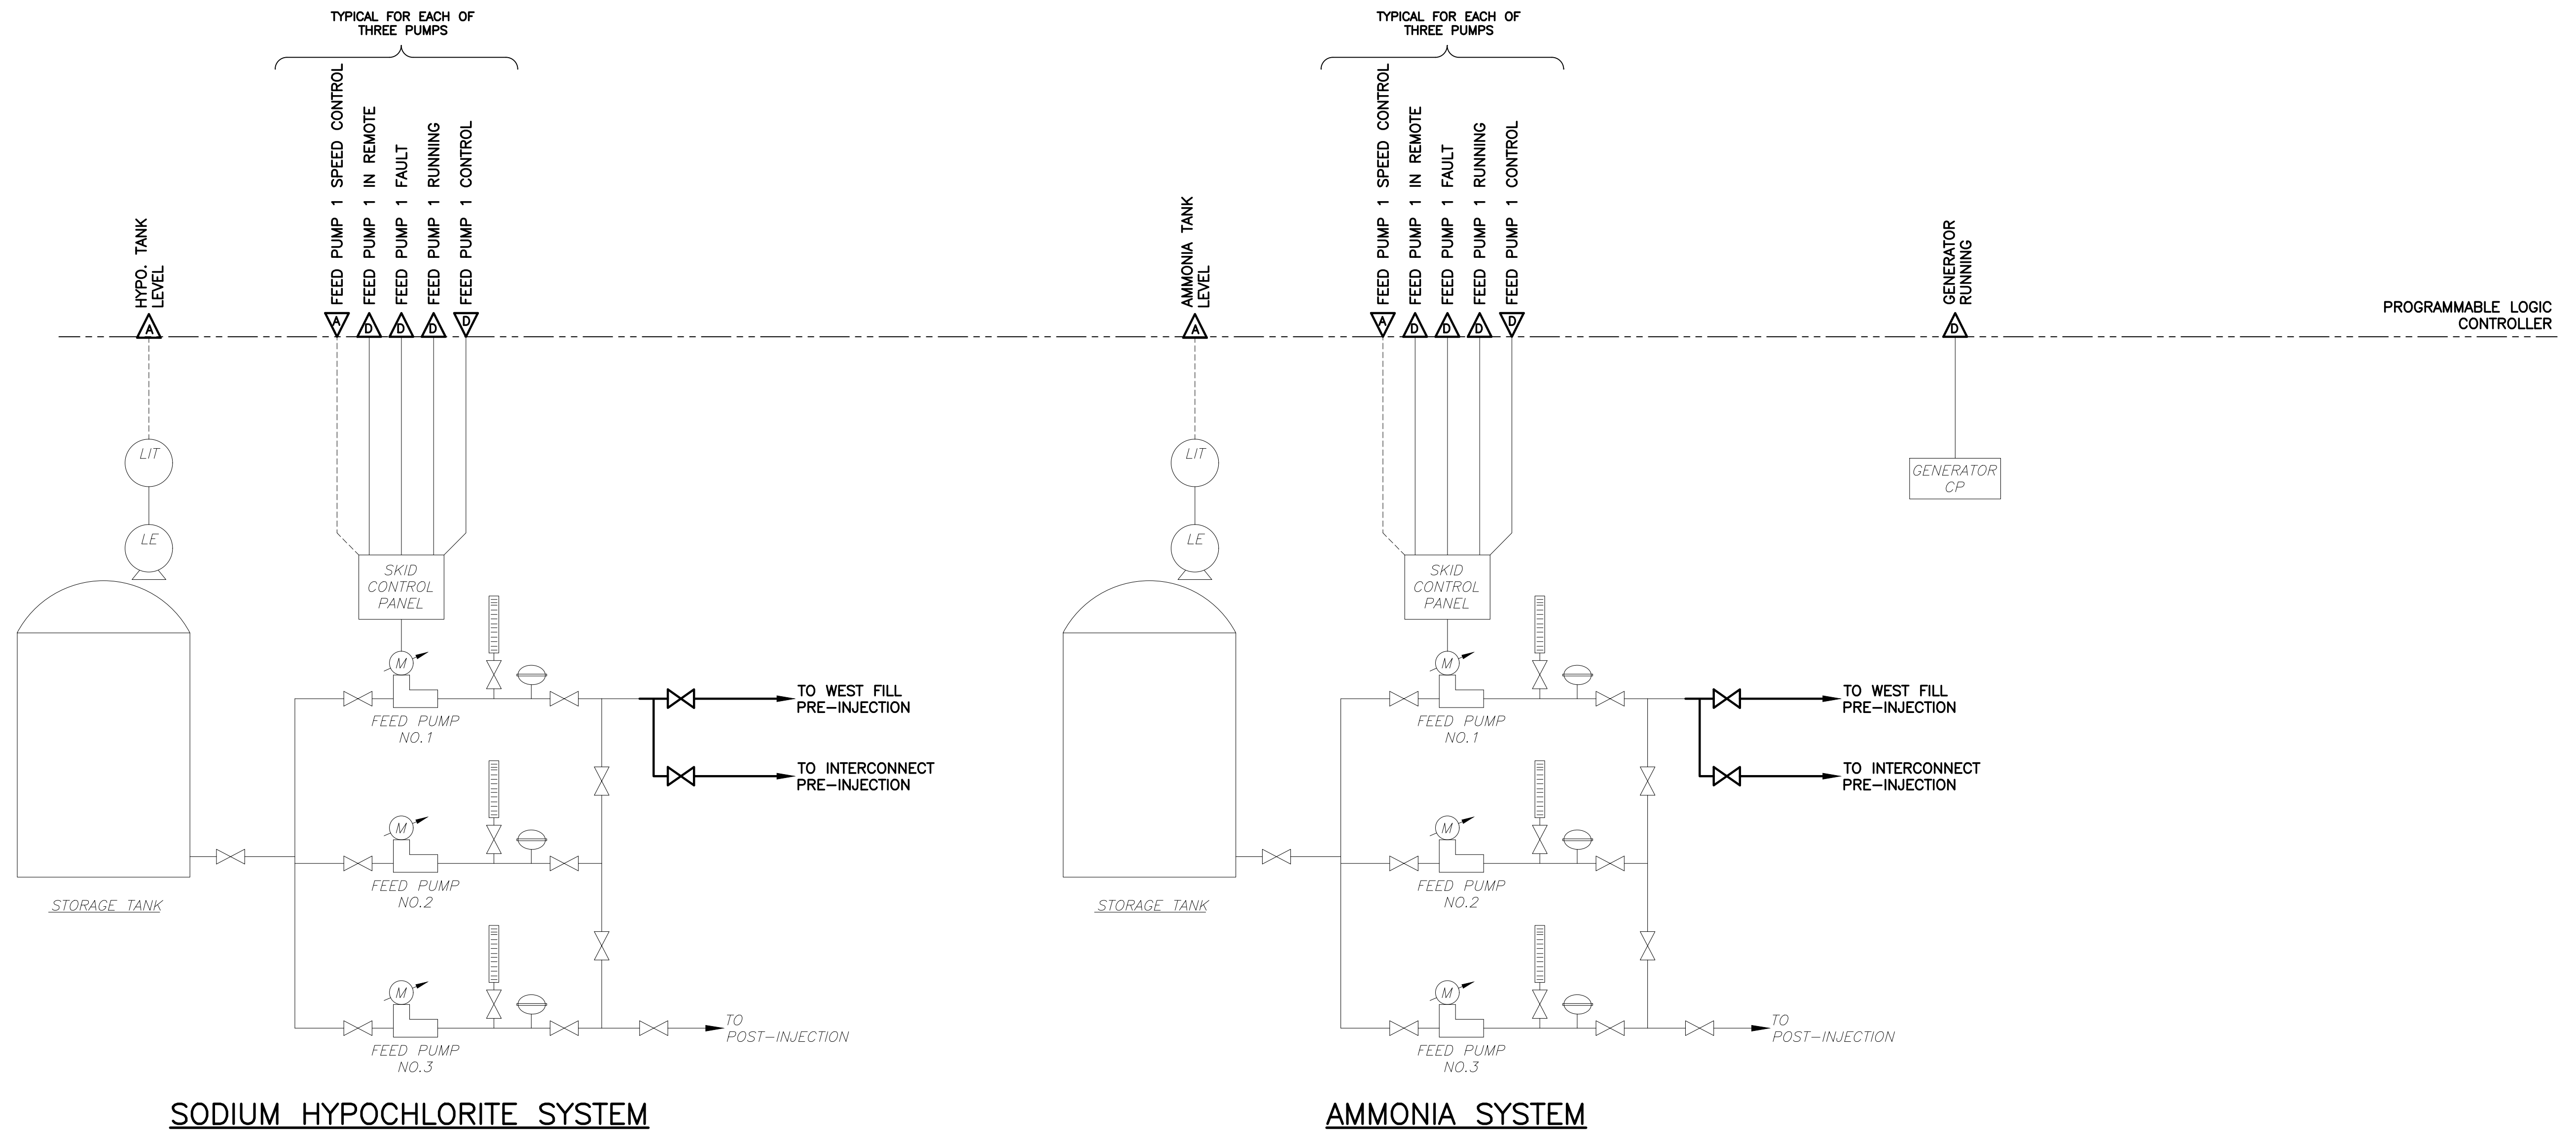 TYPICAL FOR EACH OF
THREE PUMPS
HYPO. TANK
LEVEL
FEED PUMP 1 SPEED CONTROL
FEED PUMP 1 IN REMOTE
FEED PUMP 1 FAULT
FEED PUMP 1 RUNNING
FEED PUMP 1 CONTROL
A
A
D
D
D
D
LIT
LE
SKID
CONTROL
PANEL
M
FEED PUMP
NO.1
TO WEST FILL
PRE-INJECTION
TO INTERCONNECT
PRE-INJECTION
M
FEED PUMP
NO.2
STORAGE TANK
M
FEED PUMP
NO.3
TO
POST-INJECTION
SODIUM HYPOCHLORITE SYSTEM
TYPICAL FOR EACH OF
THREE PUMPS
AMMONIA TANK
LEVEL
FEED PUMP 1 SPEED CONTROL
FEED PUMP 1 IN REMOTE
FEED PUMP 1 FAULT
FEED PUMP 1 RUNNING
FEED PUMP 1 CONTROL
A
A
D
D
D
D
LIT
LE
SKID
CONTROL
PANEL
M
FEED PUMP
NO.1
TO WEST FILL
PRE-INJECTION
TO INTERCONNECT
PRE-INJECTION
M
FEED PUMP
NO.2
STORAGE TANK
M
FEED PUMP
NO.3
TO
POST-INJECTION
AMMONIA SYSTEM
GENERATOR
RUNNING
D
GENERATOR
CP
PROGRAMMABLE LOGIC
CONTROLLER